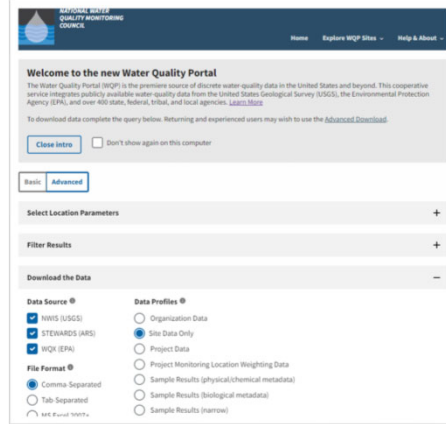 NATIONAL WATER
QUALITY MONITORING
COUNCIL
Home Explore WQP Sites Help & About
Welcome to the new Water Quality Portal
The Water Quality Portal (WQP) is the premiere source of discrete water-quality data in the United States and beyond. This cooperative
service integrates publicly available water-quality data from the United States Geological Survey (USGS), the Environmental Protection
Agency (EPA), and over 400 state, federal, tribal, and local agencies. Learn More
To download data complete the query below. Returning and experienced users may wish to use the Advanced Download.
Close intro Don't show again on this computer
Basic Advanced
Select Location Parameters +
Filter Results +
Download the Data −
Data Source
NWIS (USGS)
STEWARDS (ARS)
WQX (EPA)
File Format
Comma-Separated
Tab-Separated
MS Excel 2007+
Data Profiles
Organization Data
Site Data Only
Project Data
Project Monitoring Location Weighting Data
Sample Results (physical/chemical metadata)
Sample Results (biological metadata)
Sample Results (narrow)